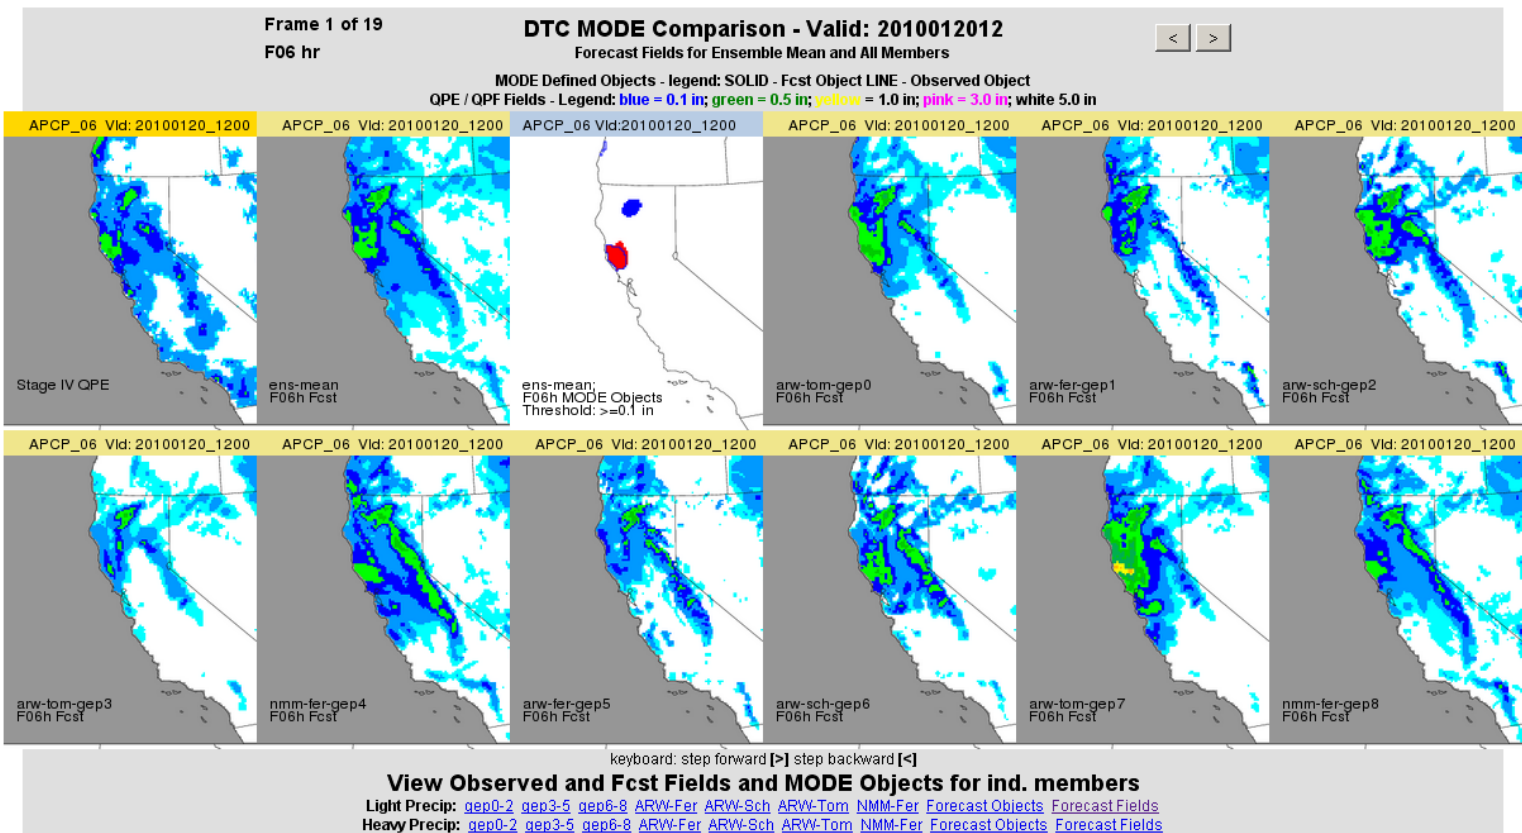 Frame 1 of 19
DTC MODE Comparison - Valid: 2010012012
< >
F06 hr
Forecast Fields for Ensemble Mean and All Members
MODE Defined Objects - legend: SOLID - Fcst Object LINE - Observed Object
QPE / QPF Fields - Legend: blue = 0.1 in; green = 0.5 in; yellow = 1.0 in; pink = 3.0 in; white 5.0 in
APCP_06 Vld: 20100120_1200
Stage IV QPE
APCP_06 Vld: 20100120_1200
ens-mean
F06h Fcst
APCP_06 Vld:20100120_1200
ens-mean;
F06h MODE Objects
Threshold: >=0.1 in
APCP_06 Vld: 20100120_1200
arw-tom-gep0
F06h Fcst
APCP_06 Vld: 20100120_1200
arw-fer-gep1
F06h Fcst
APCP_06 Vld: 20100120_1200
arw-sch-gep2
F06h Fcst
APCP_06 Vld: 20100120_1200
arw-tom-gep3
F06h Fcst
APCP_06 Vld: 20100120_1200
nmm-fer-gep4
F06h Fcst
APCP_06 Vld: 20100120_1200
arw-fer-gep5
F06h Fcst
APCP_06 Vld: 20100120_1200
arw-sch-gep6
F06h Fcst
APCP_06 Vld: 20100120_1200
arw-tom-gep7
F06h Fcst
APCP_06 Vld: 20100120_1200
nmm-fer-gep8
F06h Fcst
keyboard: step forward [>] step backward [<]
View Observed and Fcst Fields and MODE Objects for ind. members
Light Precip: gep0-2 gep3-5 gep6-8 ARW-Fer ARW-Sch ARW-Tom NMM-Fer Forecast Objects Forecast Fields
Heavy Precip: gep0-2 gep3-5 gep6-8 ARW-Fer ARW-Sch ARW-Tom NMM-Fer Forecast Objects Forecast Fields